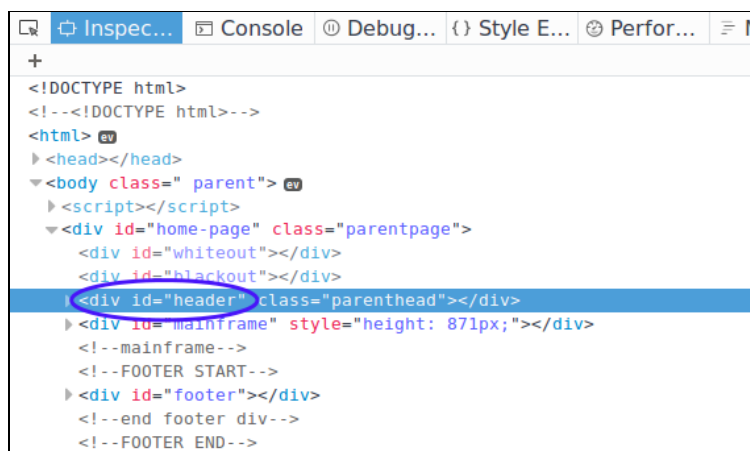 Inspec... Console Debug... {} Style E... Perfor...
+
<!DOCTYPE html>
<!--<!DOCTYPE html>-->
<html> ev
<head></head>
<body class=" parent"> ev
<script></script>
<div id="home-page" class="parentpage">
<div id="whiteout"></div>
<div id="blackout"></div>
<div id="header" class="parenthead"></div>
<div id="mainframe" style="height: 871px;"></div>
<!--mainframe-->
<!--FOOTER START-->
<div id="footer"></div>
<!--end footer div-->
<!--FOOTER END-->